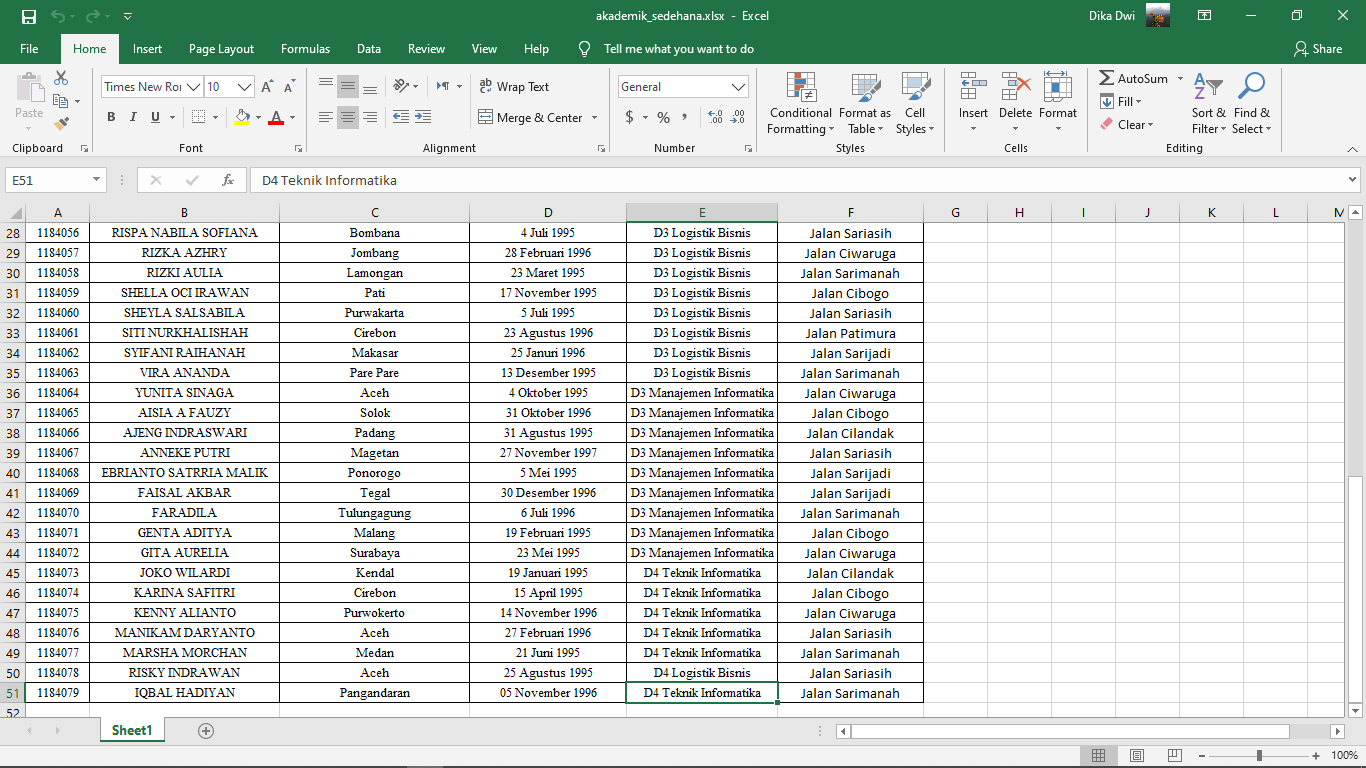 akademik_sedehana.xlsx - Excel
Dika Dwi
File Home Insert Page Layout Formulas Data Review View Help Tell me what you want to do Share
Paste
Clipboard
Times New Ro 10
A A
B I U A
Font
ab Wrap Text
Merge & Center
Alignment
General
$ % ,
Number
Conditional Formatting
Format as Table
Cell Styles
Styles
Insert Delete Format
Cells
AutoSum
Fill
Clear
Sort & Filter
Find & Select
Editing
E51 fx D4 Teknik Informatika
A B C D E F G H I J K L M
28 1184056 RISPA NABILA SOFIANA Bombana 4 Juli 1995 D3 Logistik Bisnis Jalan Sariasih
29 1184057 RIZKA AZHRY Jombang 28 Februari 1996 D3 Logistik Bisnis Jalan Ciwaruga
30 1184058 RIZKI AULIA Lamongan 23 Maret 1995 D3 Logistik Bisnis Jalan Sarimanah
31 1184059 SHELLA OCI IRAWAN Pati 17 November 1995 D3 Logistik Bisnis Jalan Cibogo
32 1184060 SHEYLA SALSABILA Purwakarta 5 Juli 1995 D3 Logistik Bisnis Jalan Sariasih
33 1184061 SITI NURKHALISHAH Cirebon 23 Agustus 1996 D3 Logistik Bisnis Jalan Patimura
34 1184062 SYIFANI RAIHANAH Makasar 25 Januri 1996 D3 Logistik Bisnis Jalan Sarijadi
35 1184063 VIRA ANANDA Pare Pare 13 Desember 1995 D3 Logistik Bisnis Jalan Sarimanah
36 1184064 YUNITA SINAGA Aceh 4 Oktober 1995 D3 Manajemen Informatika Jalan Ciwaruga
37 1184065 AISIA A FAUZY Solok 31 Oktober 1996 D3 Manajemen Informatika Jalan Cibogo
38 1184066 AJENG INDRASWARI Padang 31 Agustus 1995 D3 Manajemen Informatika Jalan Cilandak
39 1184067 ANNEKE PUTRI Magetan 27 November 1997 D3 Manajemen Informatika Jalan Sariasih
40 1184068 EBRIANTO SATRRIA MALIK Ponorogo 5 Mei 1995 D3 Manajemen Informatika Jalan Sarijadi
41 1184069 FAISAL AKBAR Tegal 30 Desember 1996 D3 Manajemen Informatika Jalan Sarijadi
42 1184070 FARADILA Tulungagung 6 Juli 1996 D3 Manajemen Informatika Jalan Sarimanah
43 1184071 GENTA ADITYA Malang 19 Februari 1995 D3 Manajemen Informatika Jalan Cibogo
44 1184072 GITA AURELIA Surabaya 23 Mei 1995 D3 Manajemen Informatika Jalan Ciwaruga
45 1184073 JOKO WILARDI Kendal 19 Januari 1995 D4 Teknik Informatika Jalan Cilandak
46 1184074 KARINA SAFITRI Cirebon 15 April 1995 D4 Teknik Informatika Jalan Cibogo
47 1184075 KENNY ALIANTO Purwokerto 14 November 1996 D4 Teknik Informatika Jalan Ciwaruga
48 1184076 MANIKAM DARYANTO Aceh 27 Februari 1996 D4 Teknik Informatika Jalan Sariasih
49 1184077 MARSHA MORCHAN Medan 21 Juni 1995 D4 Teknik Informatika Jalan Sarimanah
50 1184078 RISKY INDRAWAN Aceh 25 Agustus 1995 D4 Logistik Bisnis Jalan Sariasih
51 1184079 IQBAL HADIYAN Pangandaran 05 November 1996 D4 Teknik Informatika Jalan Sarimanah
52
Sheet1
100%